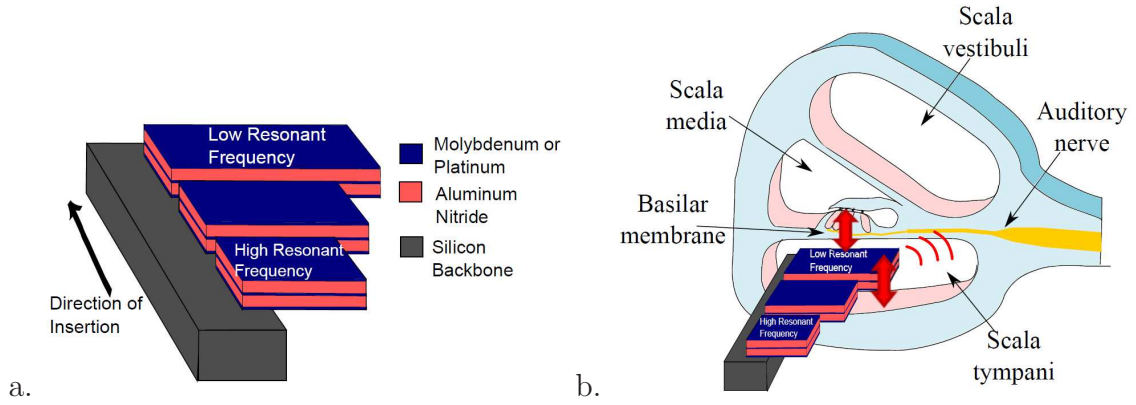 Low Resonant
Frequency
High Resonant
Frequency
Direction of
Insertion
Molybdenum or
Platinum
Aluminum
Nitride
Silicon
Backbone
a.
Scala
vestibuli
Scala
media
Auditory
nerve
Basilar
membrane
Low Resonant
Frequency
High Resonant
Frequency
Scala
tympani
b.